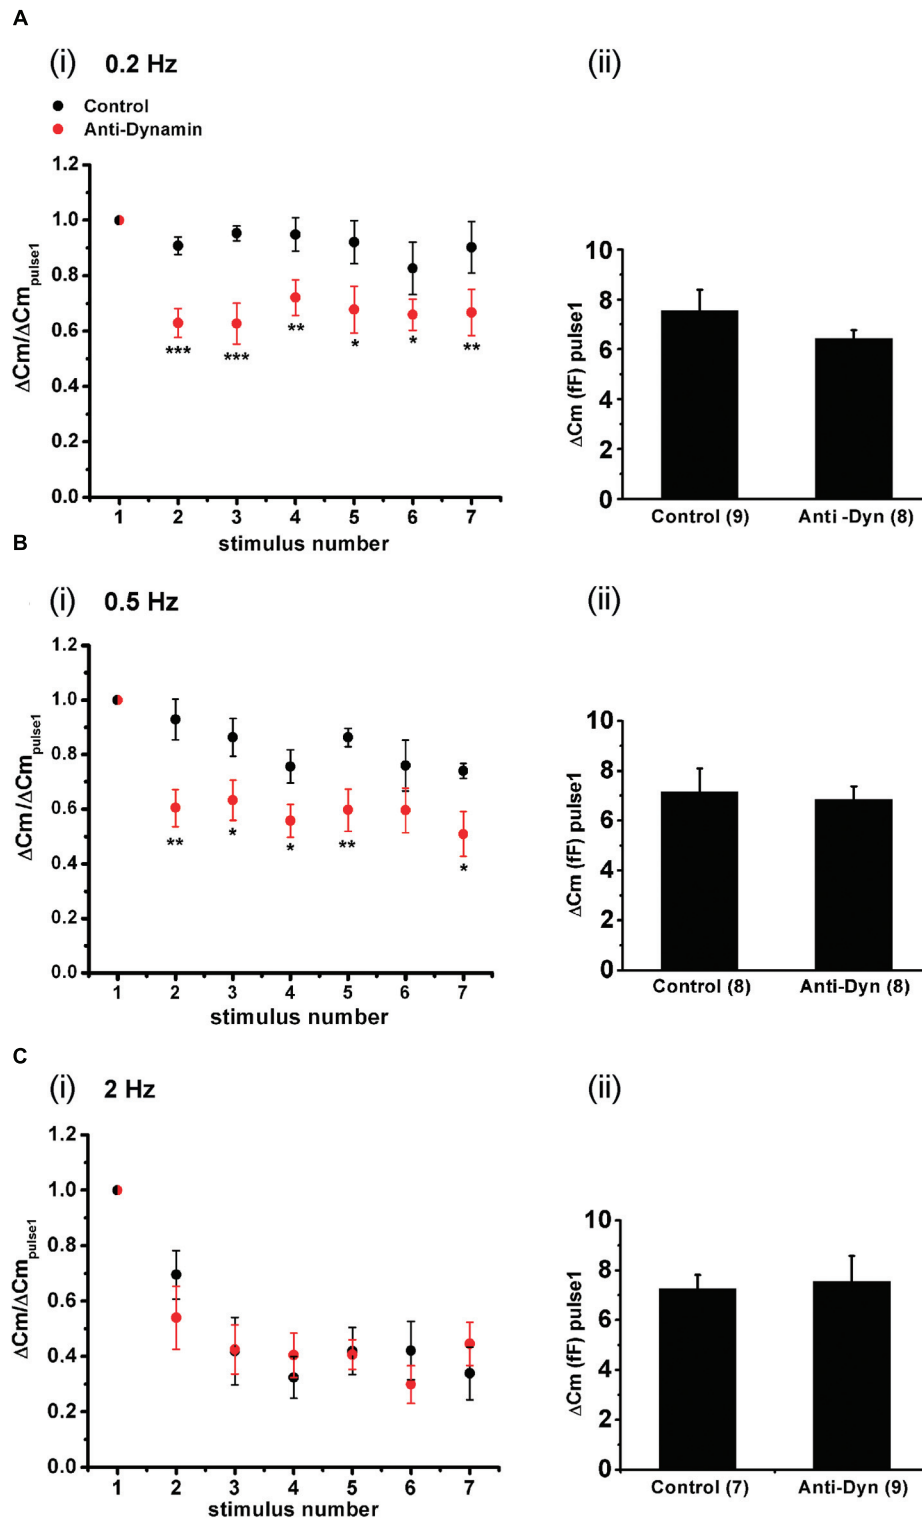 A
(i) 0.2 Hz
(ii)
Control
Anti-Dynamin
1.2
1.0
0.8
0.6
0.4
0.2
0.0
ΔCm/ΔCm pulse1
*** *** ** * * **
1 2 3 4 5 6 7
stimulus number
10
8
6
4
2
0
ΔCm (fF) pulse1
Control (9) Anti -Dyn (8)
B
(i) 0.5 Hz
(ii)
1.2
1.0
0.8
0.6
0.4
0.2
0.0
ΔCm/ΔCm pulse1
** * * ** *
1 2 3 4 5 6 7
stimulus number
10
8
6
4
2
0
ΔCm (fF) pulse1
Control (8) Anti-Dyn (8)
C
(i) 2 Hz
(ii)
1.2
1.0
0.8
0.6
0.4
0.2
0.0
ΔCm/ΔCm pulse1
1 2 3 4 5 6 7
stimulus number
10
8
6
4
2
0
ΔCm (fF) pulse1
Control (7) Anti-Dyn (9)